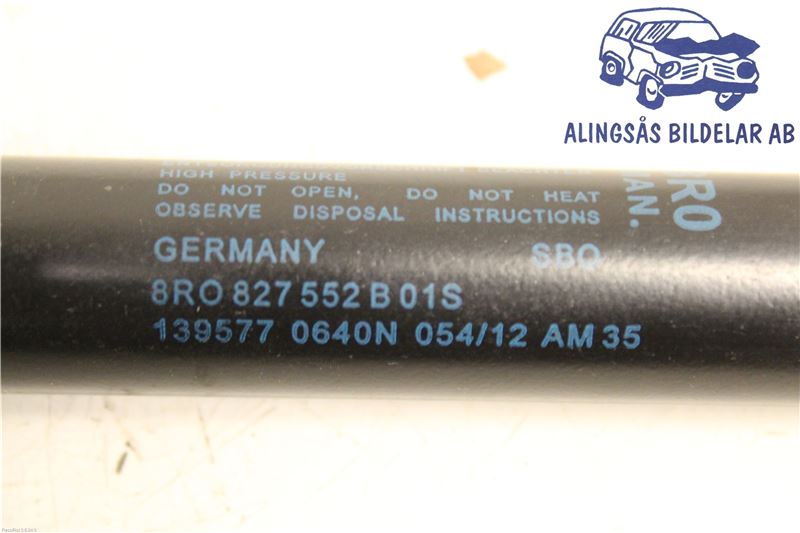 ALINGSÅS BILDELAR AB
HIGH PRESSURE
DO NOT OPEN, DO NOT HEAT
OBSERVE DISPOSAL INSTRUCTIONS
GERMANY SBO
8R0 827 552 B 01S
139577 0640N 054/12 AM 35